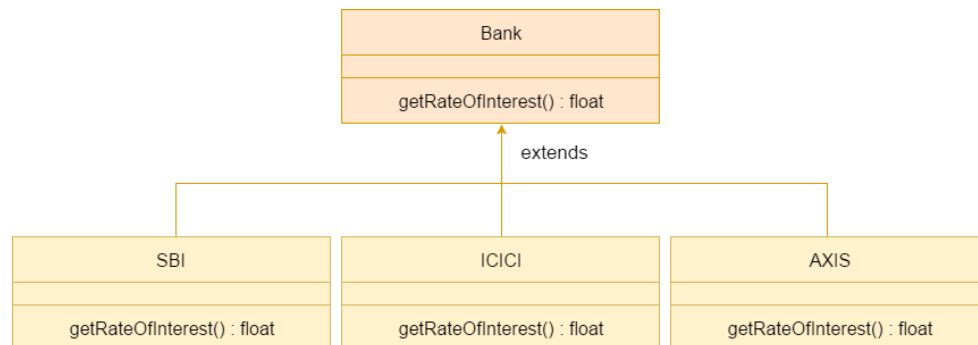 Bank
getRateOfInterest() : float
extends
SBI
getRateOfInterest() : float
ICICI
getRateOfInterest() : float
AXIS
getRateOfInterest() : float